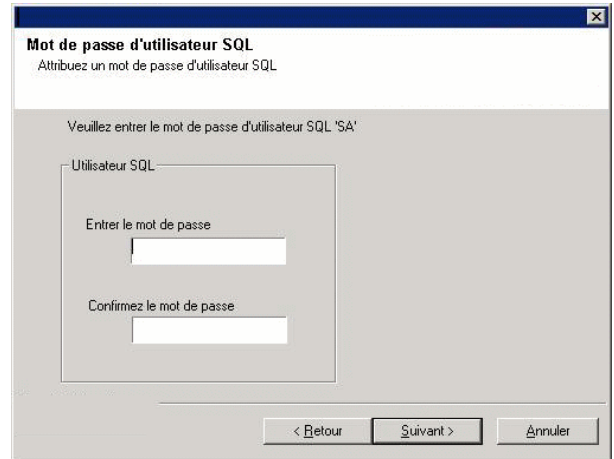 Mot de passe d'utilisateur SQL
Attribuez un mot de passe d'utilisateur SQL
Veuillez entrer le mot de passe d'utilisateur SQL 'SA'
Utilisateur SQL
Entrer le mot de passe
Confirmez le mot de passe
< Retour
Suivant >
Annuler